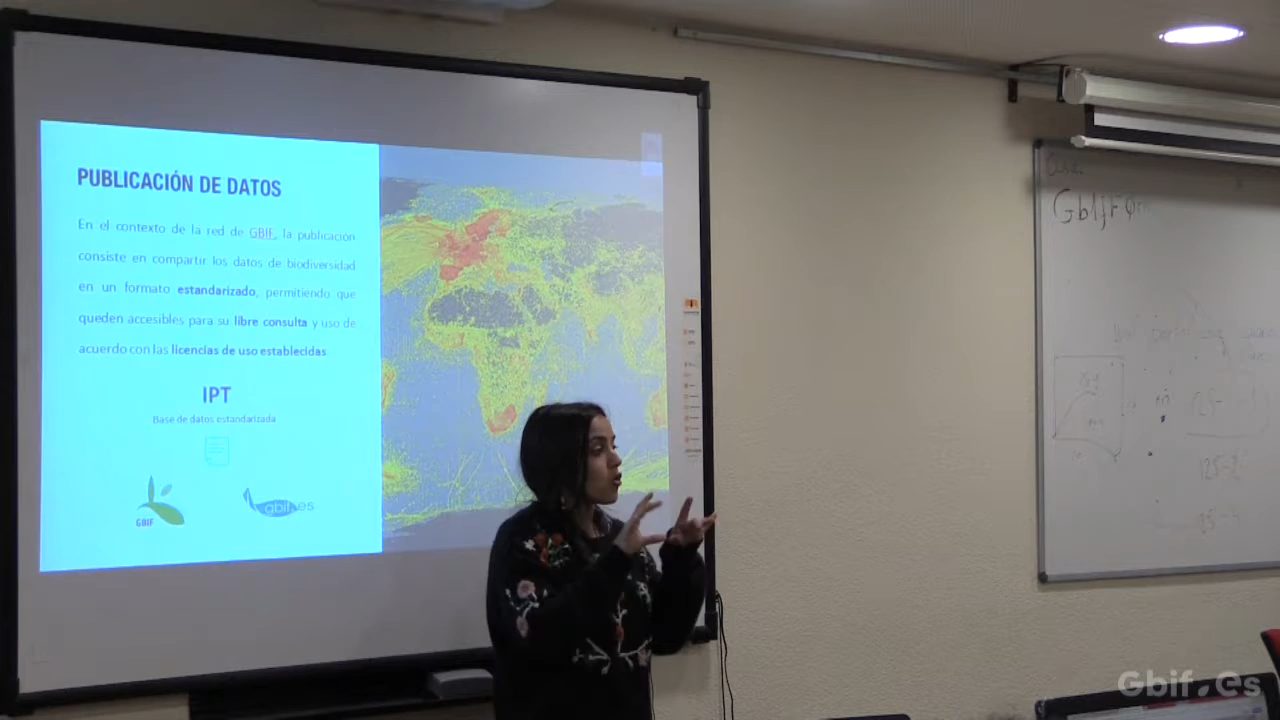 PUBLICACIÓN DE DATOS
En el contexto de la red de GBIF, la publicación
consiste en compartir los datos de biodiversidad
en un formato estandarizado, permitiendo que
queden accesibles para su libre consulta y uso de
acuerdo con las licencias de uso establecidas
IPT
Base de datos estandarizada
GBIF
gbif.es
Gbif.es